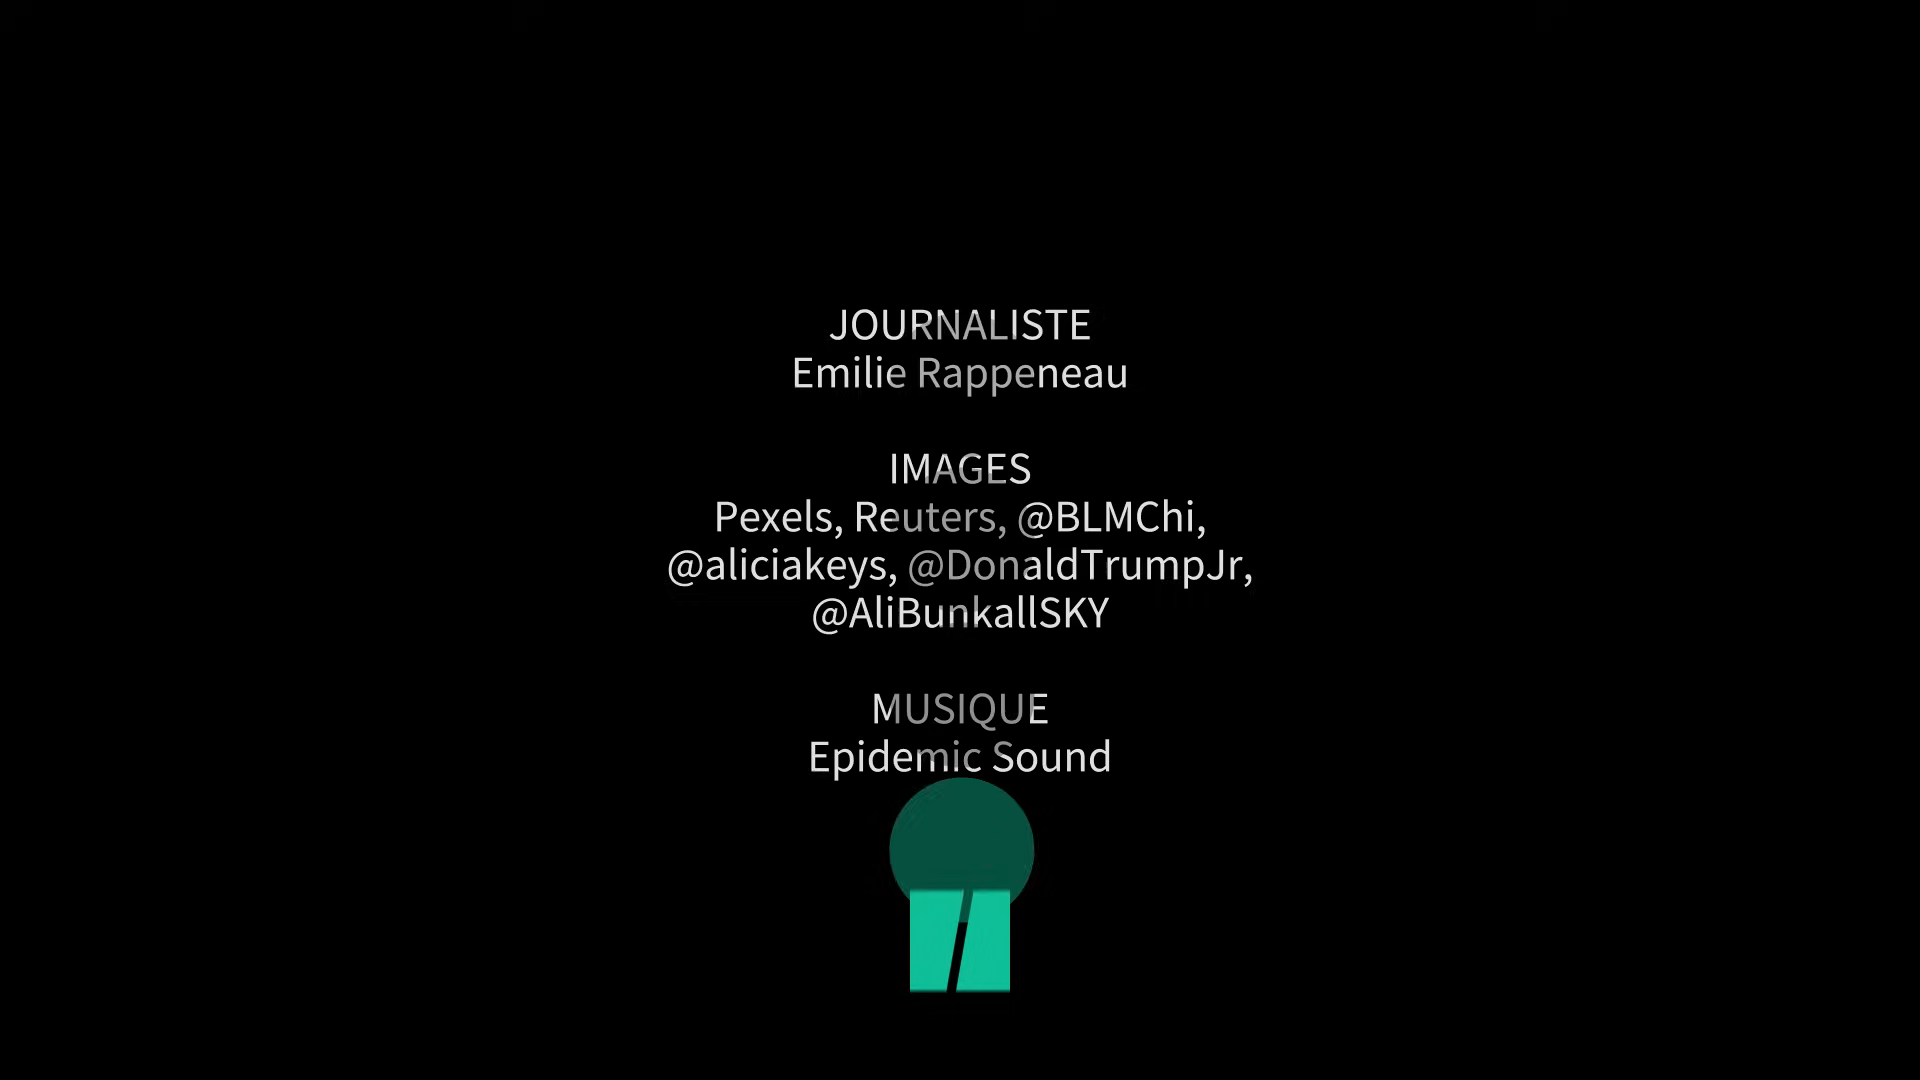 JOURNALISTE
Emilie Rappeneau
IMAGES
Pexels, Reuters, @BLMChi,
@aliciakeys, @DonaldTrumpJr,
@AliBunkallSKY
MUSIQUE
Epidemic Sound